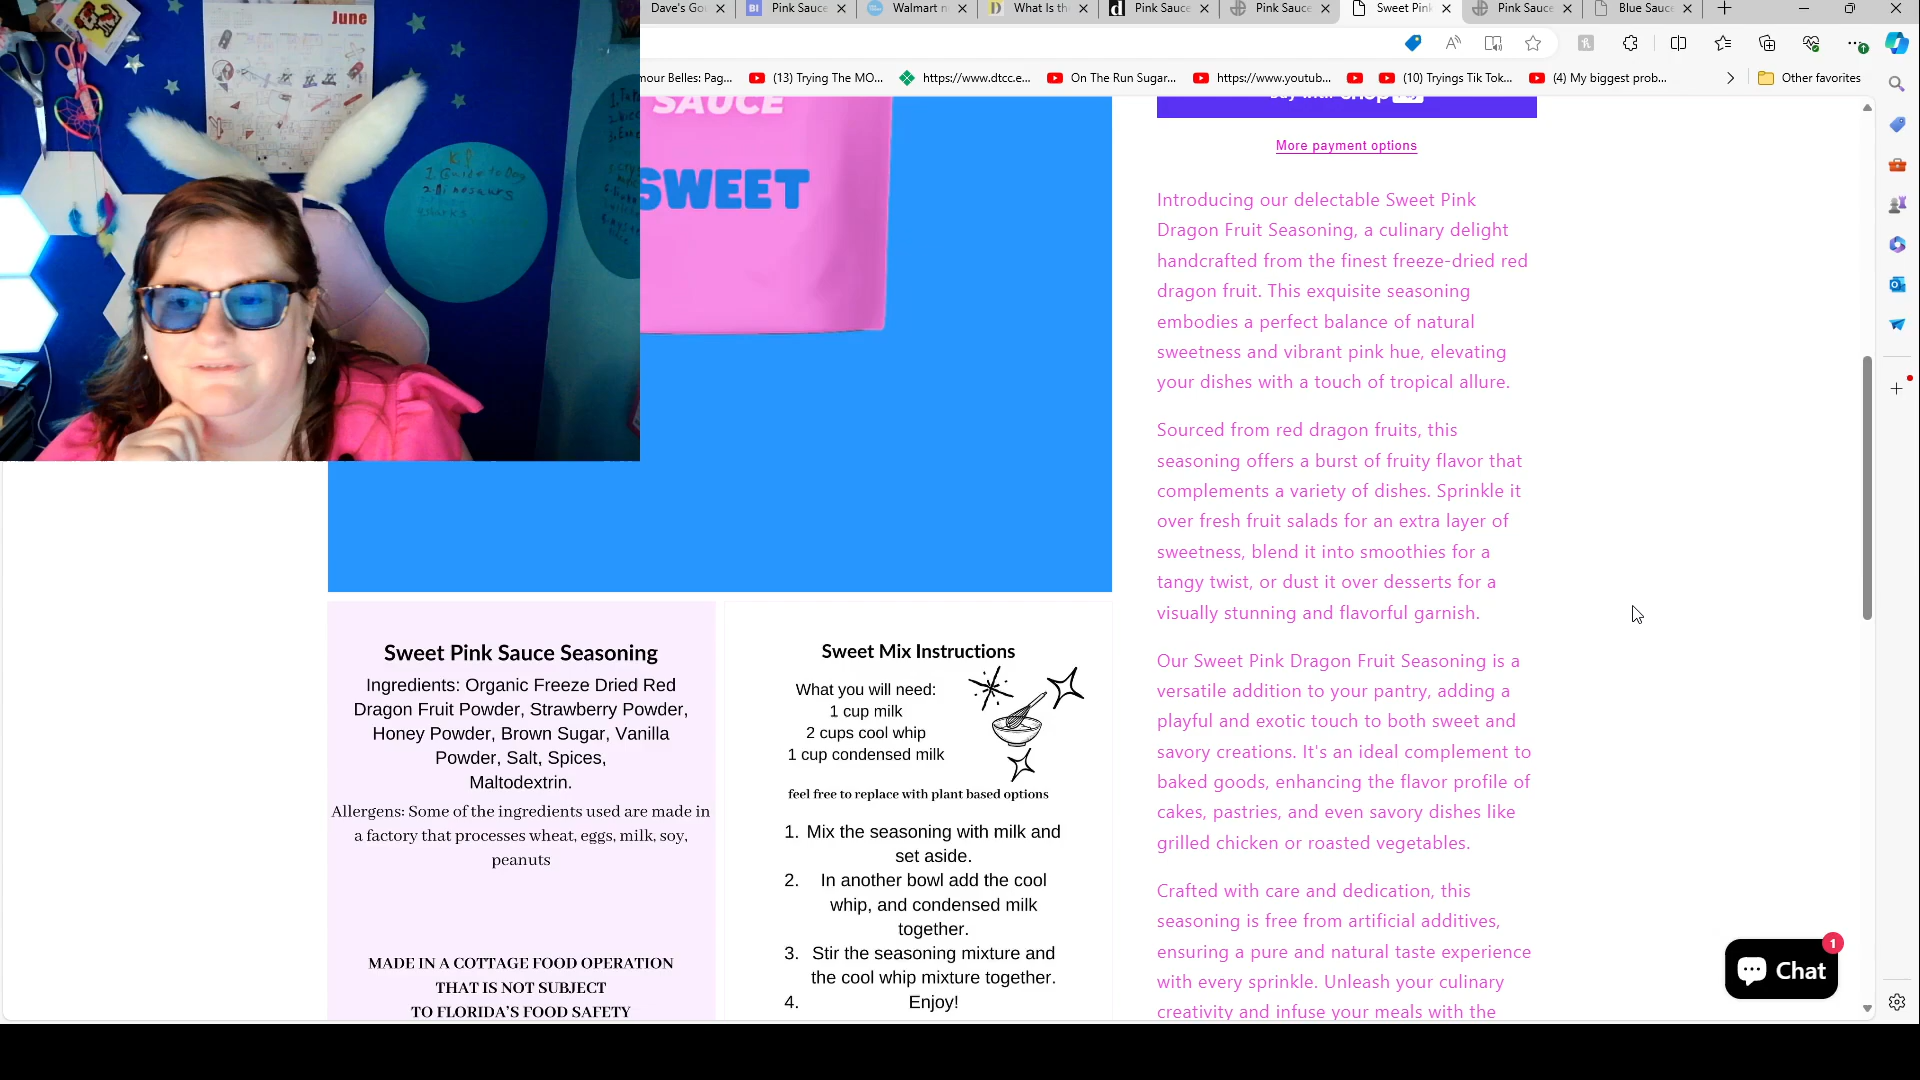 June
K.P
1. Guide to Dog
2. Dinosaurs
Dave's Go
Pink Sauce
Walmart n
What Is th
Pink Sauce
Pink Sauce
Sweet Pink
Pink Sauce
Blue Sauce
mour Belles: Pag...
(13) Trying The MO...
https://www.dtcc.e...
On The Run Sugar...
https://www.youtub...
(10) Tryings Tik Tok...
(4) My biggest prob...
Other favorites
SAUCE
SWEET
More payment options
Introducing our delectable Sweet Pink
Dragon Fruit Seasoning, a culinary delight
handcrafted from the finest freeze-dried red
dragon fruit. This exquisite seasoning
embodies a perfect balance of natural
sweetness and vibrant pink hue, elevating
your dishes with a touch of tropical allure.
Sourced from red dragon fruits, this
seasoning offers a burst of fruity flavor that
complements a variety of dishes. Sprinkle it
over fresh fruit salads for an extra layer of
sweetness, blend it into smoothies for a
tangy twist, or dust it over desserts for a
visually stunning and flavorful garnish.
Our Sweet Pink Dragon Fruit Seasoning is a
versatile addition to your pantry, adding a
playful and exotic touch to both sweet and
savory creations. It's an ideal complement to
baked goods, enhancing the flavor profile of
cakes, pastries, and even savory dishes like
grilled chicken or roasted vegetables.
Crafted with care and dedication, this
seasoning is free from artificial additives,
ensuring a pure and natural taste experience
with every sprinkle. Unleash your culinary
creativity and infuse your meals with the
Sweet Pink Sauce Seasoning
Ingredients: Organic Freeze Dried Red
Dragon Fruit Powder, Strawberry Powder,
Honey Powder, Brown Sugar, Vanilla
Powder, Salt, Spices,
Maltodextrin.
Allergens: Some of the ingredients used are made in
a factory that processes wheat, eggs, milk, soy,
peanuts
MADE IN A COTTAGE FOOD OPERATION
THAT IS NOT SUBJECT
TO FLORIDA'S FOOD SAFETY
Sweet Mix Instructions
What you will need:
1 cup milk
2 cups cool whip
1 cup condensed milk
feel free to replace with plant based options
1. Mix the seasoning with milk and
set aside.
2. In another bowl add the cool
whip, and condensed milk
together.
3. Stir the seasoning mixture and
the cool whip mixture together.
4. Enjoy!
Chat
1